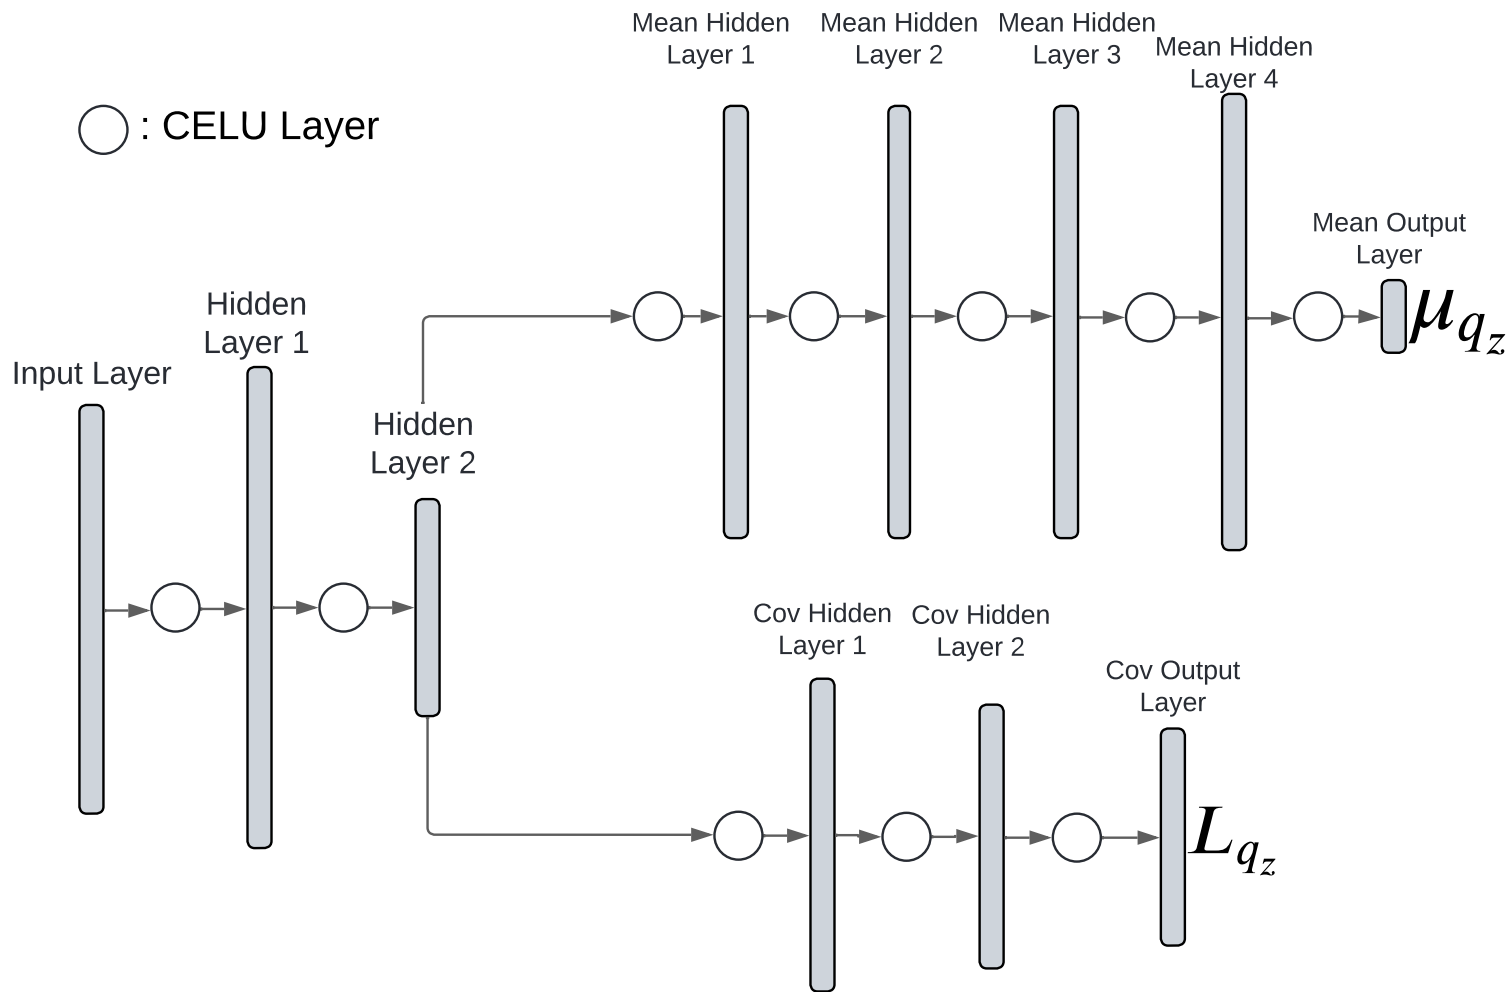 Mean Hidden
Layer 1
Mean Hidden
Layer 2
Mean Hidden
Layer 3
Mean Hidden
Layer 4
: CELU Layer
Mean Output
Layer
μqz
Hidden
Layer 1
Input Layer
Hidden
Layer 2
Cov Hidden
Layer 1
Cov Hidden
Layer 2
Cov Output
Layer
Lqz